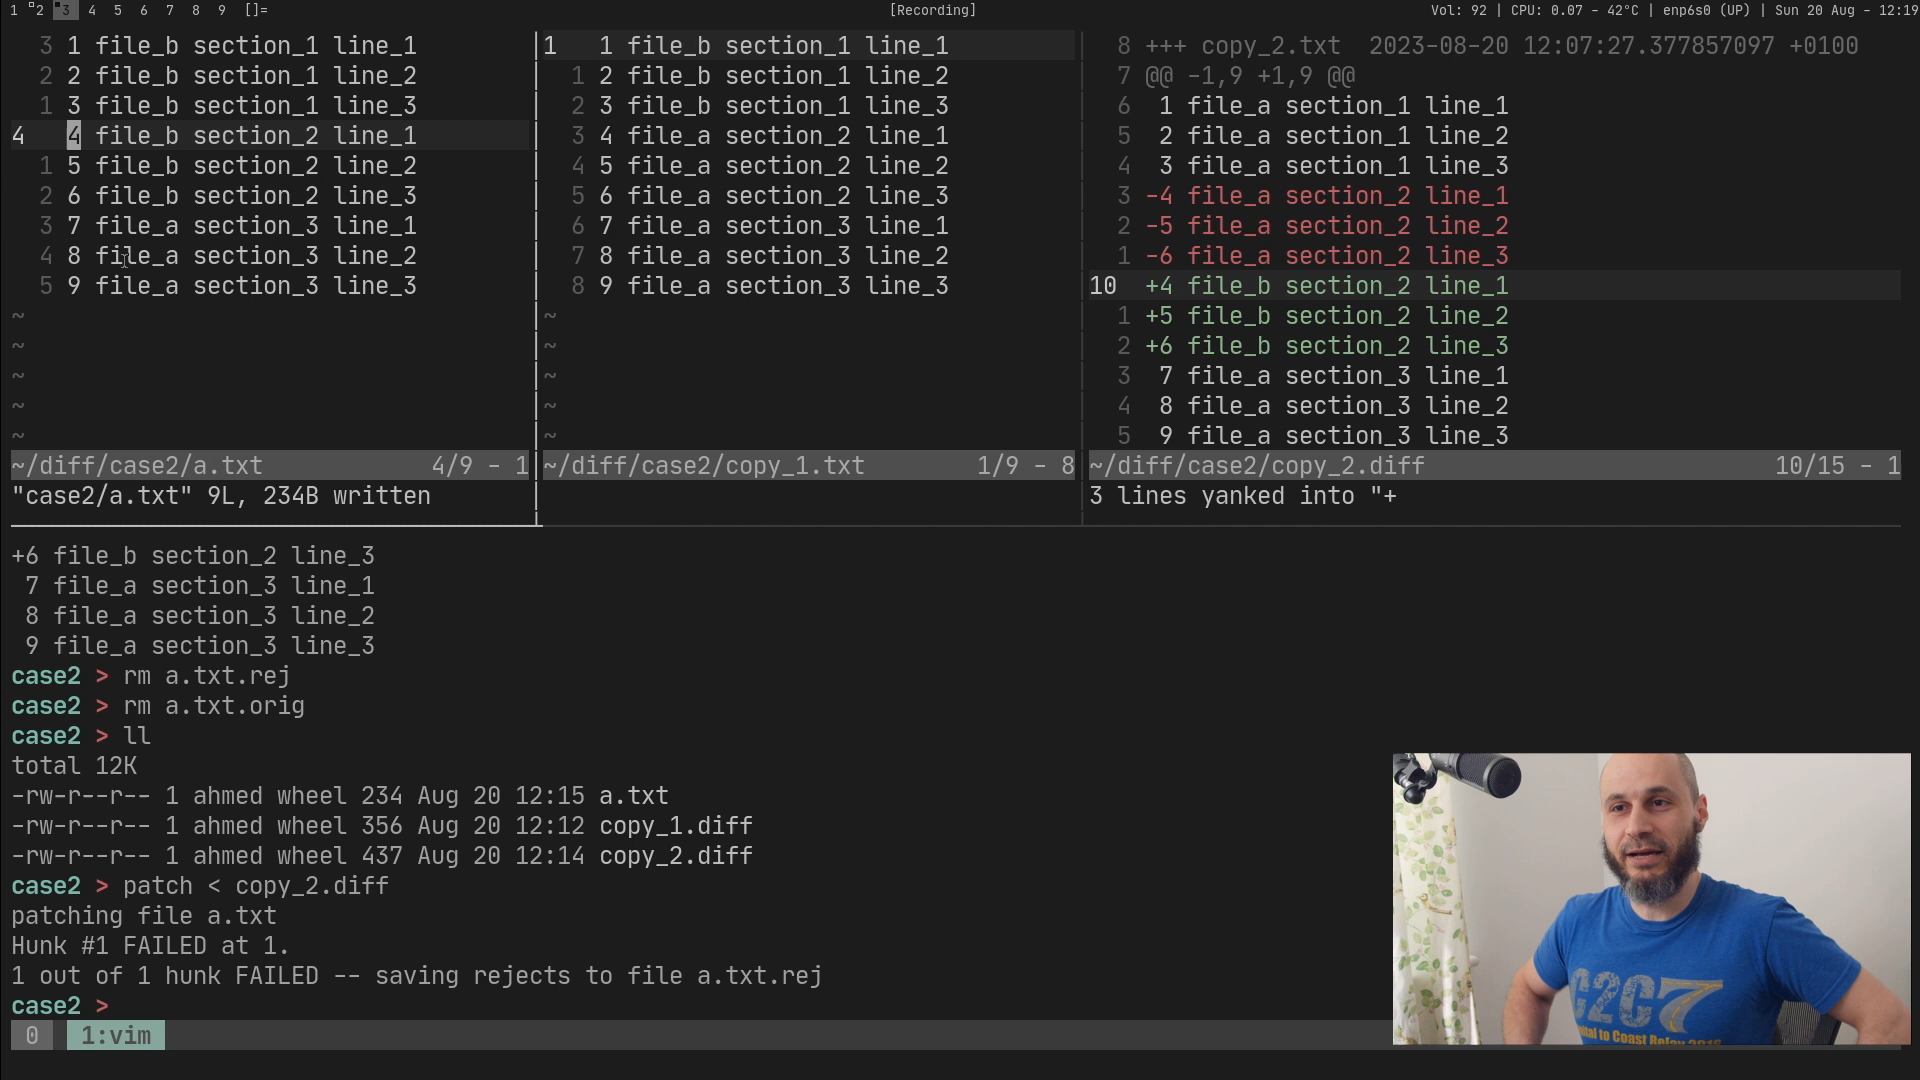 1 2 3 4 5 6 7 8 9 []= [Recording] Vol: 92 | CPU: 0.07 - 42°C | enp6s0 (UP) | Sun 20 Aug - 12:19
3 1 file_b section_1 line_1
2 2 file_b section_1 line_2
1 3 file_b section_1 line_3
4 4 file_b section_2 line_1
1 5 file_b section_2 line_2
2 6 file_b section_2 line_3
3 7 file_a section_3 line_1
4 8 file_a section_3 line_2
5 9 file_a section_3 line_3
~
~
~
~
~
~/diff/case2/a.txt 4/9 - 1
"case2/a.txt" 9L, 234B written
1 1 file_b section_1 line_1
1 2 file_b section_1 line_2
2 3 file_b section_1 line_3
3 4 file_a section_2 line_1
4 5 file_a section_2 line_2
5 6 file_a section_2 line_3
6 7 file_a section_3 line_1
7 8 file_a section_3 line_2
8 9 file_a section_3 line_3
~
~
~
~
~
~/diff/case2/copy_1.txt 1/9 - 8
8 +++ copy_2.txt 2023-08-20 12:07:27.377857097 +0100
7 @@ -1,9 +1,9 @@
6 1 file_a section_1 line_1
5 2 file_a section_1 line_2
4 3 file_a section_1 line_3
3 -4 file_a section_2 line_1
2 -5 file_a section_2 line_2
1 -6 file_a section_2 line_3
10 +4 file_b section_2 line_1
1 +5 file_b section_2 line_2
2 +6 file_b section_2 line_3
3 7 file_a section_3 line_1
4 8 file_a section_3 line_2
5 9 file_a section_3 line_3
~/diff/case2/copy_2.diff 10/15 - 1
3 lines yanked into "+
+6 file_b section_2 line_3
7 file_a section_3 line_1
8 file_a section_3 line_2
9 file_a section_3 line_3
case2 > rm a.txt.rej
case2 > rm a.txt.orig
case2 > ll
total 12K
-rw-r--r-- 1 ahmed wheel 234 Aug 20 12:15 a.txt
-rw-r--r-- 1 ahmed wheel 356 Aug 20 12:12 copy_1.diff
-rw-r--r-- 1 ahmed wheel 437 Aug 20 12:14 copy_2.diff
case2 > patch < copy_2.diff
patching file a.txt
Hunk #1 FAILED at 1.
1 out of 1 hunk FAILED -- saving rejects to file a.txt.rej
case2 >
0 1:vim
C2C7
to Coast Relay 2016